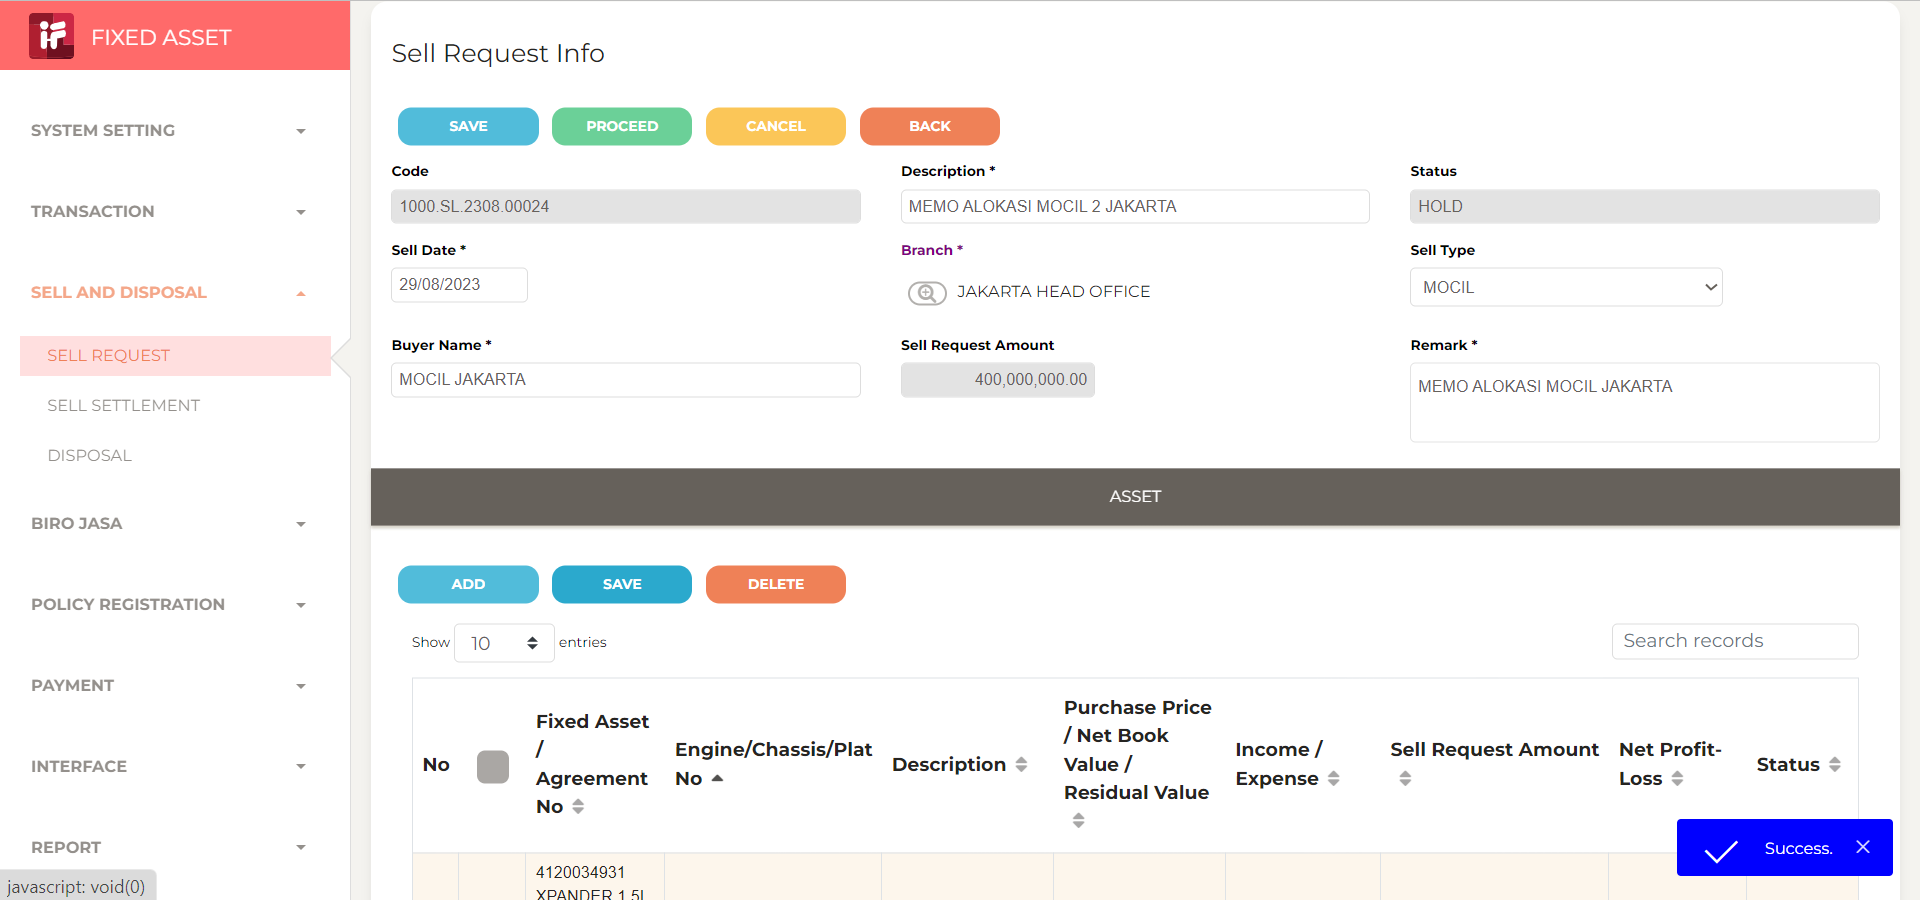 iF FIXED ASSET
SYSTEM SETTING
TRANSACTION
SELL AND DISPOSAL
SELL REQUEST
SELL SETTLEMENT
DISPOSAL
BIRO JASA
POLICY REGISTRATION
PAYMENT
INTERFACE
REPORT
javascript: void(0)
Sell Request Info
SAVE PROCEED CANCEL BACK
Code Description * Status
1000.SL.2308.00024 MEMO ALOKASI MOCIL 2 JAKARTA HOLD
Sell Date * Branch * Sell Type
29/08/2023 JAKARTA HEAD OFFICE MOCIL
Buyer Name * Sell Request Amount Remark *
MOCIL JAKARTA 400,000,000.00 MEMO ALOKASI MOCIL JAKARTA
ASSET
ADD SAVE DELETE
Show 10 entries Search records
No
Fixed Asset
/
Agreement
No
Engine/Chassis/Plat
No
Description
Purchase Price
/ Net Book
Value /
Residual Value
Income /
Expense
Sell Request Amount
Net Profit-
Loss
Status
4120034931
XPANDER 1.5L
Success.